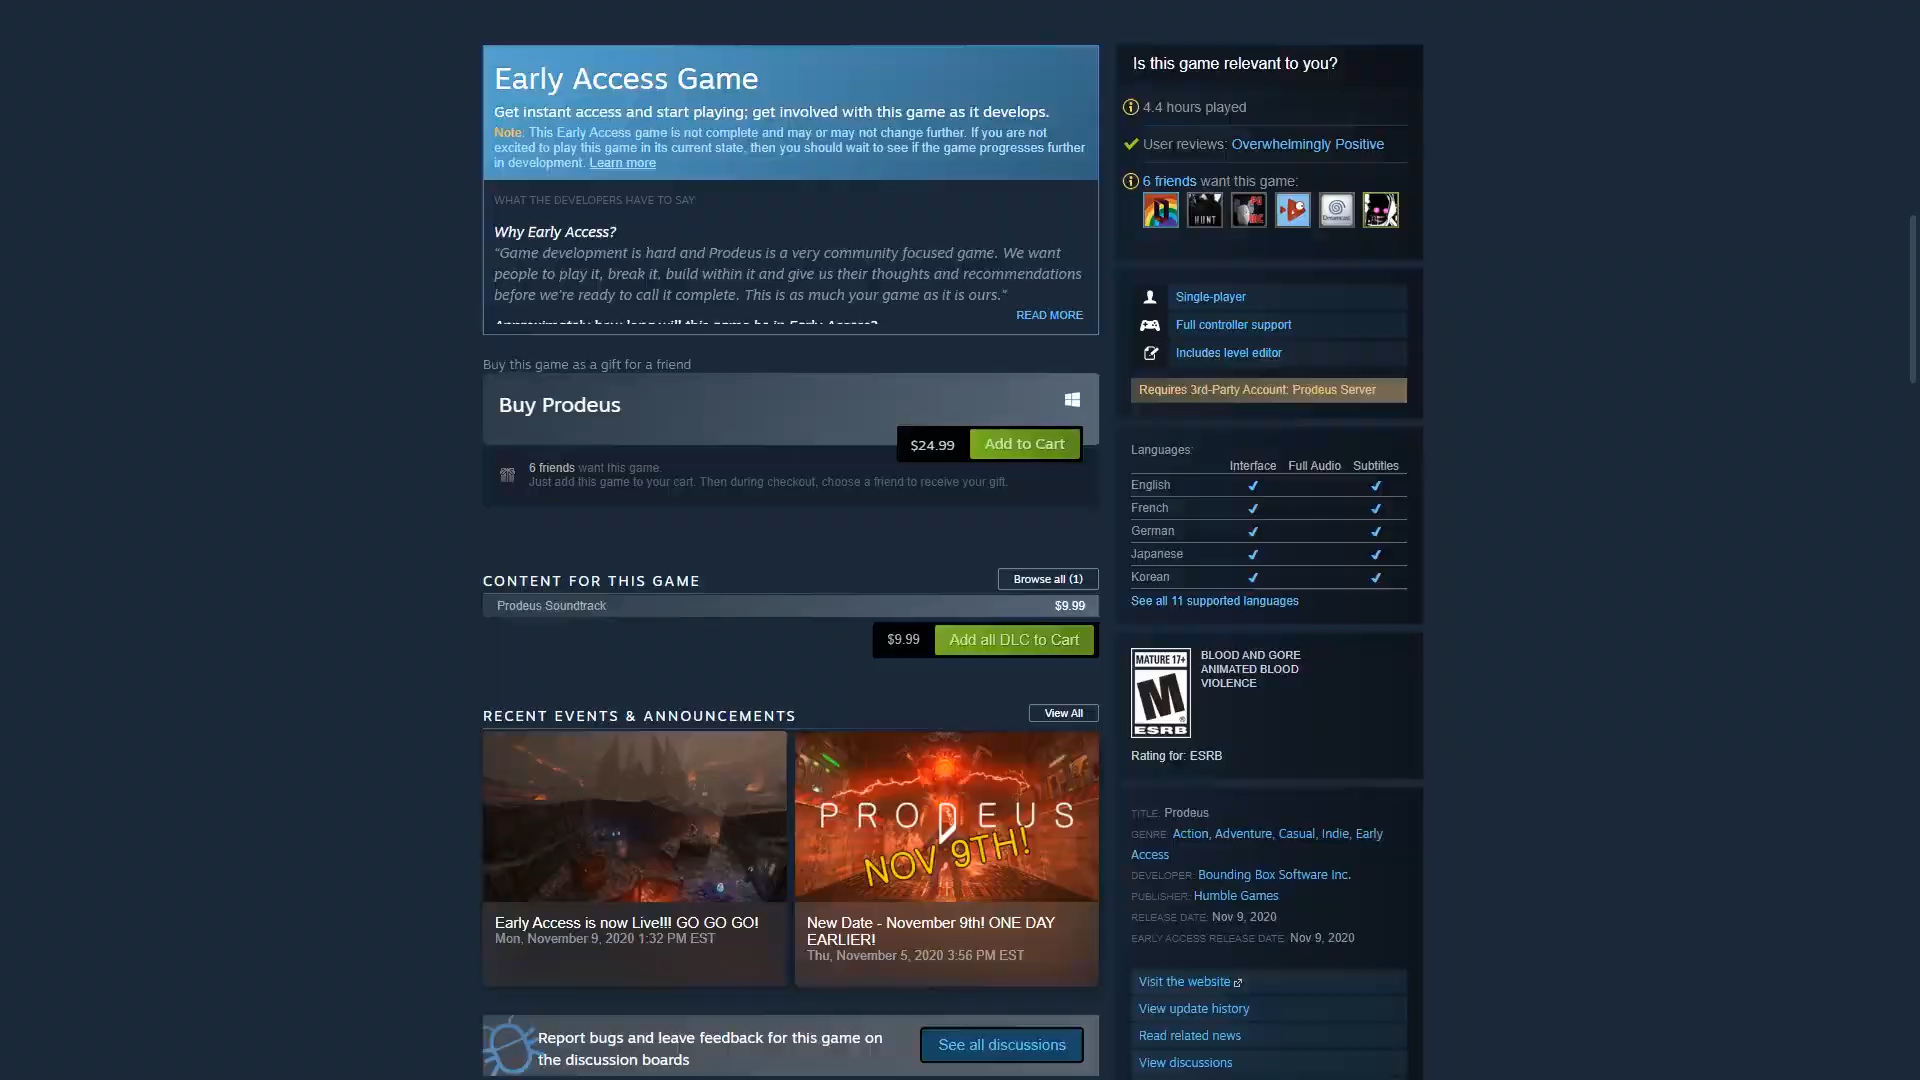 Early Access Game
Get instant access and start playing; get involved with this game as it develops.
Note: This Early Access game is not complete and may or may not change further. If you are not
excited to play this game in its current state, then you should wait to see if the game progresses further
in development. Learn more
WHAT THE DEVELOPERS HAVE TO SAY:
Why Early Access?
“Game development is hard and Prodeus is a very community focused game. We want
people to play it, break it, build within it and give us their thoughts and recommendations
before we're ready to call it complete. This is as much your game as it is ours.”
Approximately how long will this game be in Early Access?
READ MORE
Buy this game as a gift for a friend
Buy Prodeus
$24.99 Add to Cart
6 friends want this game.
Just add this game to your cart. Then during checkout, choose a friend to receive your gift.
CONTENT FOR THIS GAME
Browse all (1)
Prodeus Soundtrack $9.99
$9.99 Add all DLC to Cart
RECENT EVENTS & ANNOUNCEMENTS
View All
PRODEUS
NOV 9TH!
Early Access is now Live!!! GO GO GO!
Mon, November 9, 2020 1:32 PM EST
New Date - November 9th! ONE DAY
EARLIER!
Thu, November 5, 2020 3:56 PM EST
Report bugs and leave feedback for this game on
the discussion boards
See all discussions
Is this game relevant to you?
4.4 hours played
User reviews: Overwhelmingly Positive
6 friends want this game:
HUNT
Dreamcast
Single-player
Full controller support
Includes level editor
Requires 3rd-Party Account: Prodeus Server
Languages:
Interface Full Audio Subtitles
English ✔ ✔
French ✔ ✔
German ✔ ✔
Japanese ✔ ✔
Korean ✔ ✔
See all 11 supported languages
MATURE 17+
M
®
ESRB
BLOOD AND GORE
ANIMATED BLOOD
VIOLENCE
Rating for: ESRB
TITLE: Prodeus
GENRE: Action, Adventure, Casual, Indie, Early
Access
DEVELOPER: Bounding Box Software Inc.
PUBLISHER: Humble Games
RELEASE DATE: Nov 9, 2020
EARLY ACCESS RELEASE DATE: Nov 9, 2020
Visit the website
View update history
Read related news
View discussions